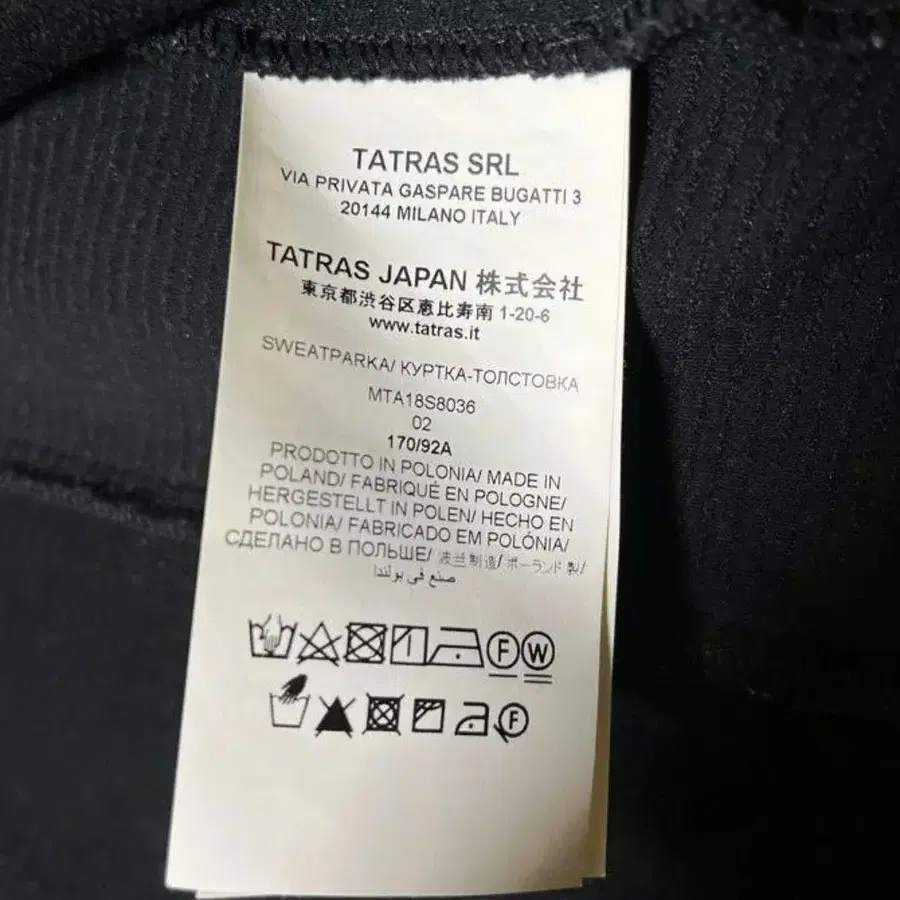 TATRAS SRL
VIA PRIVATA GASPARE BUGATTI 3
20144 MILANO ITALY
TATRAS JAPAN 株式会社
東京都渋谷区恵比寿南 1-20-6
www.tatras.it
SWEATPARKA/ КУРТКА-ТОЛСТОВКА
MTA18S8036
02
170/92A
PRODOTTO IN POLONIA/ MADE IN
POLAND/ FABRIQUÉ EN POLOGNE/
HERGESTELLT IN POLEN/ HECHO EN
POLONIA/ FABRICADO EM POLÓNIA/
СДЕЛАНО В ПОЛЬШЕ/ 波兰制造/ ポーランド製/
صنع في بولندا
F W
F